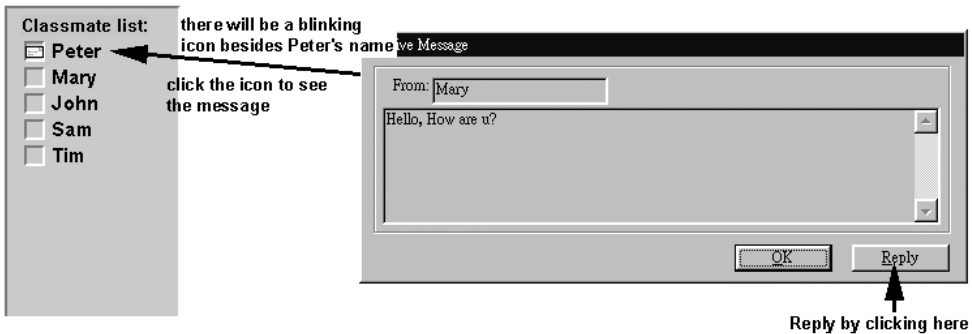 Classmate list:
Peter
Mary
John
Sam
Tim
there will be a blinking
icon besides Peter's name
click the icon to see
the message
ive Message
From: Mary
Hello, How are u?
OK
Reply
Reply by clicking here